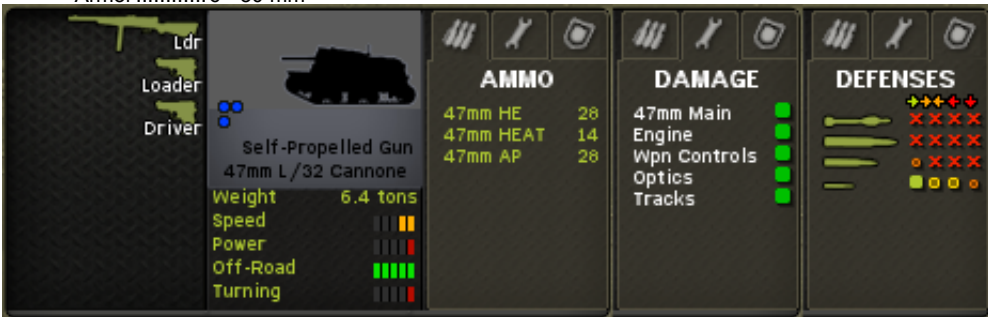 Ldr
Loader
Driver
Self-Propelled Gun
47mm L/32 Cannone
Weight 6.4 tons
Speed
Power
Off-Road
Turning
AMMO
47mm HE 28
47mm HEAT 14
47mm AP 28
DAMAGE
47mm Main
Engine
Wpn Controls
Optics
Tracks
DEFENSES